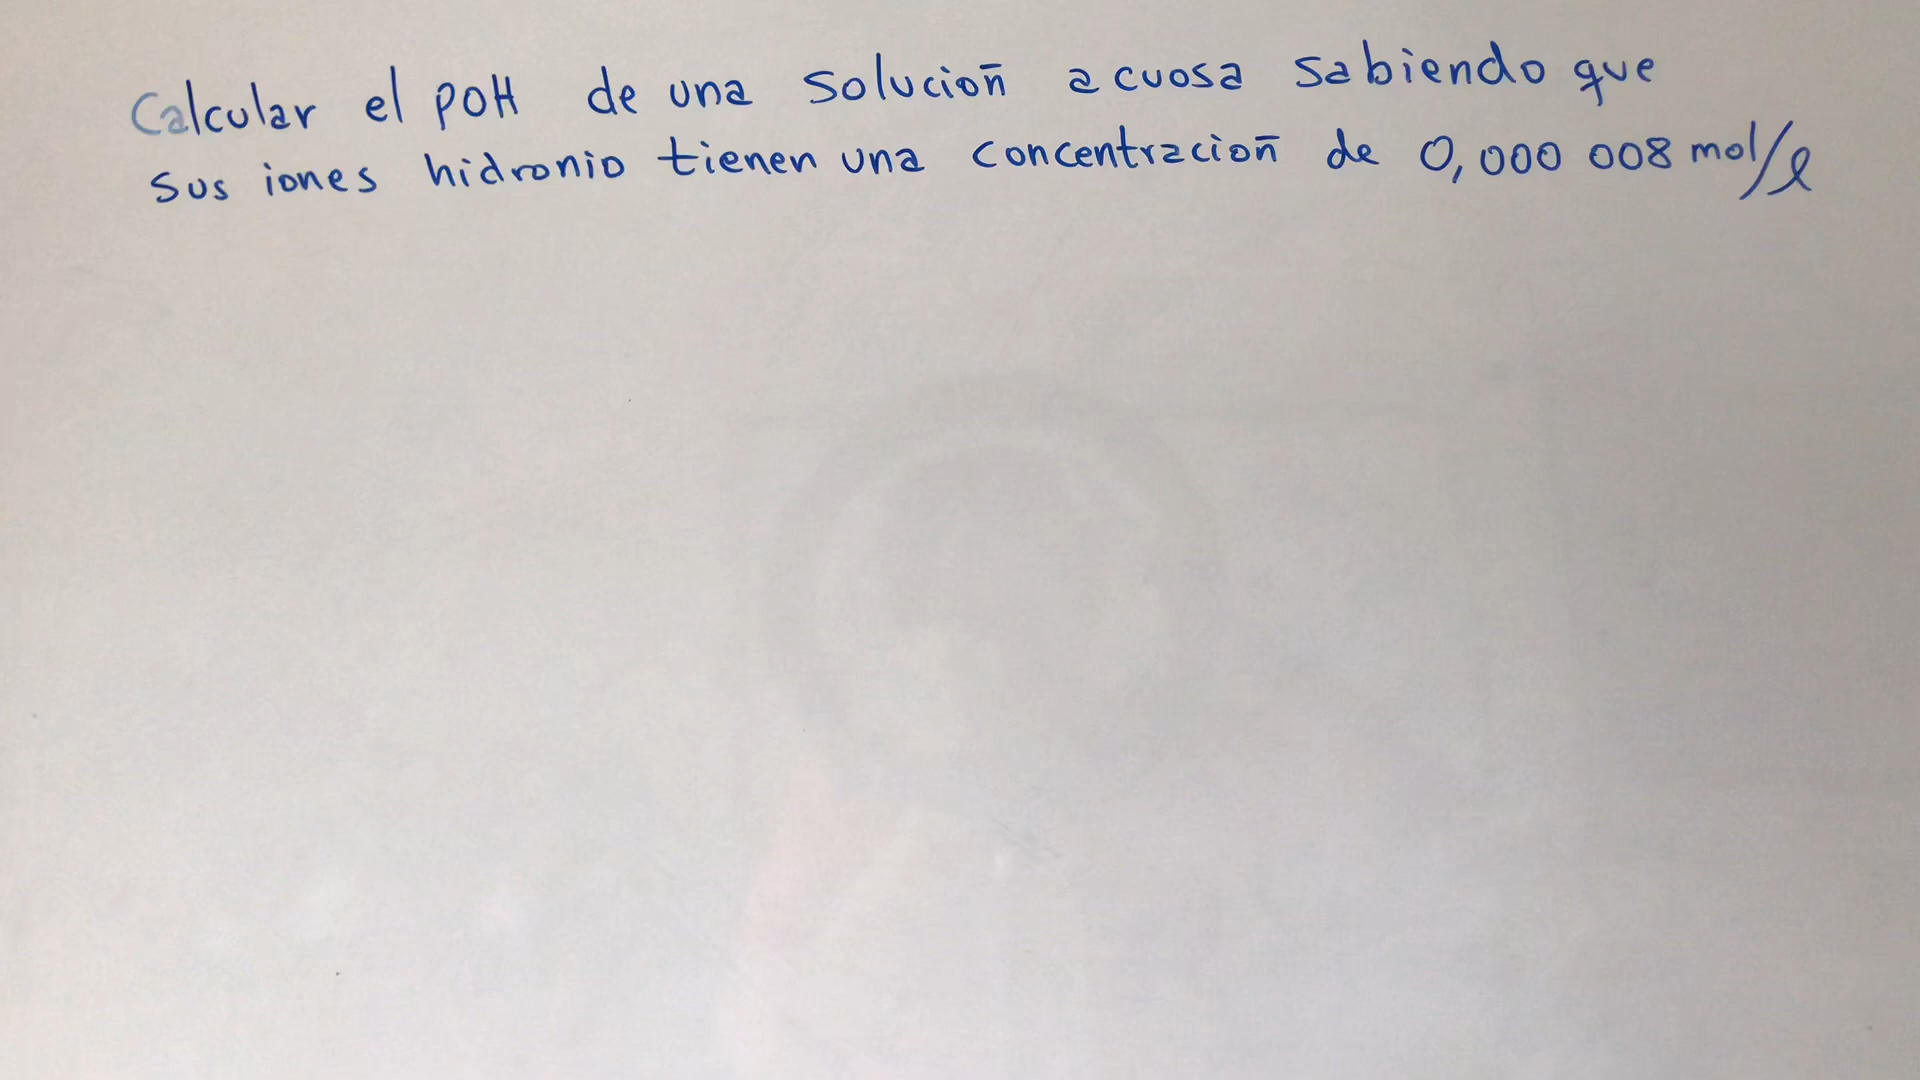 Calcular el pOH de una solución acuosa sabiendo que
sus iones hidronio tienen una concentración de 0,000 008 mol/l